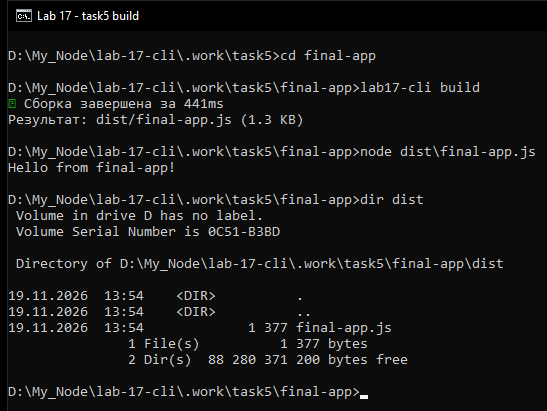 Lab 17 - task5 build
D:\My_Node\lab-17-cli\.work\task5>cd final-app
D:\My_Node\lab-17-cli\.work\task5\final-app>lab17-cli build
Сборка завершена за 441ms
Результат: dist/final-app.js (1.3 KB)
D:\My_Node\lab-17-cli\.work\task5\final-app>node dist\final-app.js
Hello from final-app!
D:\My_Node\lab-17-cli\.work\task5\final-app>dir dist
 Volume in drive D has no label.
 Volume Serial Number is 0C51-B3BD
 Directory of D:\My_Node\lab-17-cli\.work\task5\final-app\dist
19.11.2026  13:54    <DIR>          .
19.11.2026  13:54    <DIR>          ..
19.11.2026  13:54             1 377 final-app.js
               1 File(s)          1 377 bytes
               2 Dir(s)  88 280 371 200 bytes free
D:\My_Node\lab-17-cli\.work\task5\final-app>